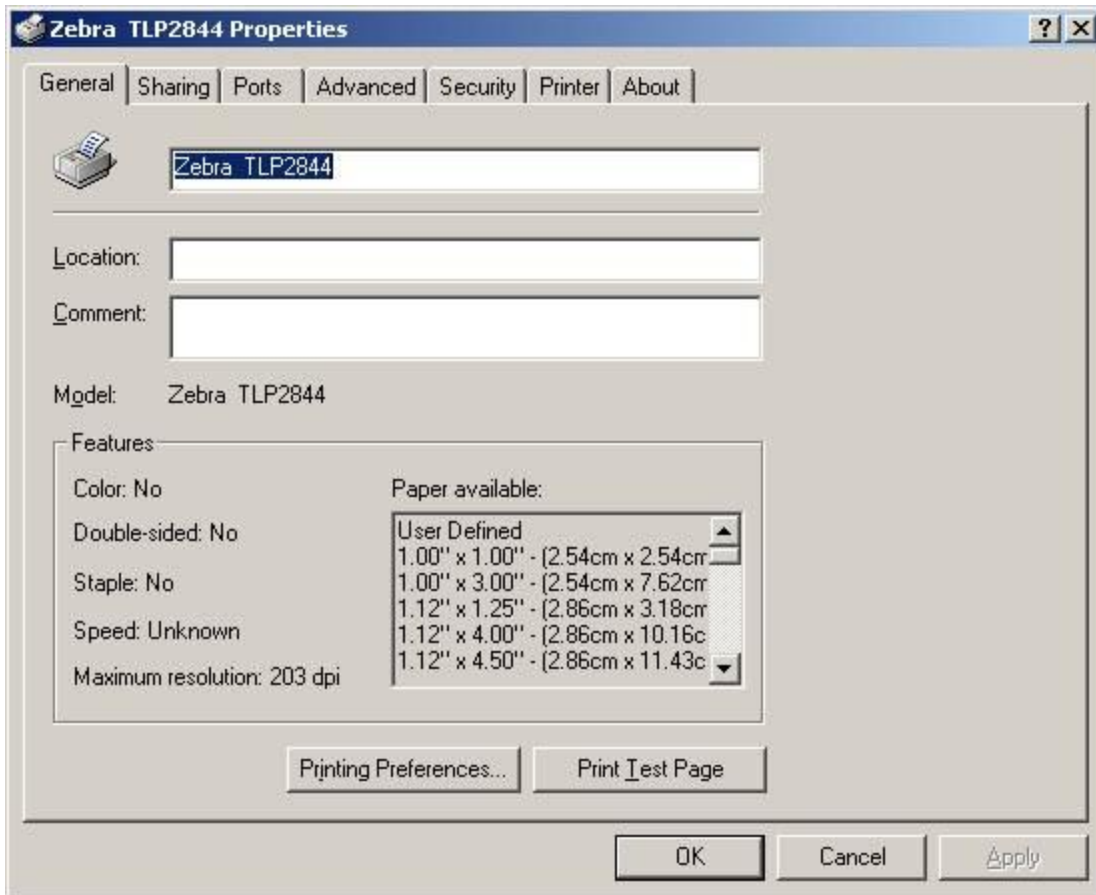 Zebra TLP2844 Properties
General Sharing Ports Advanced Security Printer About
Zebra TLP2844
Location:
Comment:
Model: Zebra TLP2844
Features
Color: No
Double-sided: No
Staple: No
Speed: Unknown
Maximum resolution: 203 dpi
Paper available:
User Defined
1.00" x 1.00" - (2.54cm x 2.54cm
1.00" x 3.00" - (2.54cm x 7.62cm
1.12" x 1.25" - (2.86cm x 3.18cm
1.12" x 4.00" - (2.86cm x 10.16c
1.12" x 4.50" - (2.86cm x 11.43c
Printing Preferences... Print Test Page
OK Cancel Apply